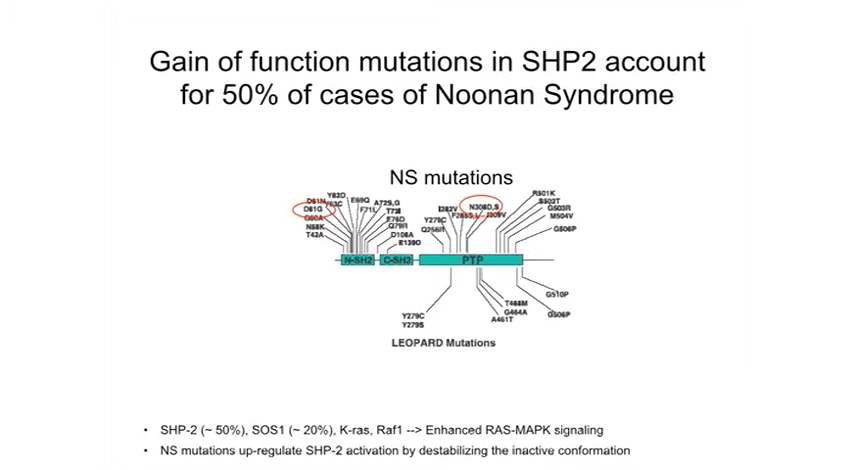 Gain of function mutations in SHP2 account
for 50% of cases of Noonan Syndrome
NS mutations
D61N Y62D E69Q A72S,G I282V N308D,S R501K
D61G Y63C F71L T73I Y279C F285S,L I309V S502T
G60A E76D G503R
N58K Q79R Q256R M504V
T42A D106A G506P
E139D
N-SH2 C-SH2 PTP
G510P
Y279C T468M G506P
Y279S G464A
A461T
LEOPARD Mutations
• SHP-2 (~ 50%), SOS1 (~ 20%), K-ras, Raf1 --> Enhanced RAS-MAPK signaling
• NS mutations up-regulate SHP-2 activation by destabilizing the inactive conformation